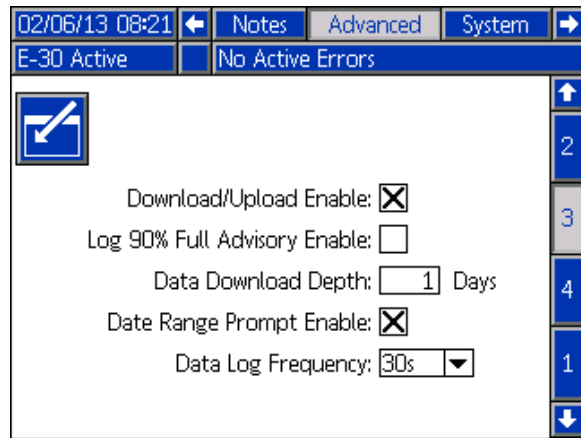 02/06/13 08:21 Notes Advanced System
E-30 Active No Active Errors
2
Download/Upload Enable:
3
Log 90% Full Advisory Enable:
Data Download Depth: 1 Days
4
Date Range Prompt Enable:
Data Log Frequency: 30s
1